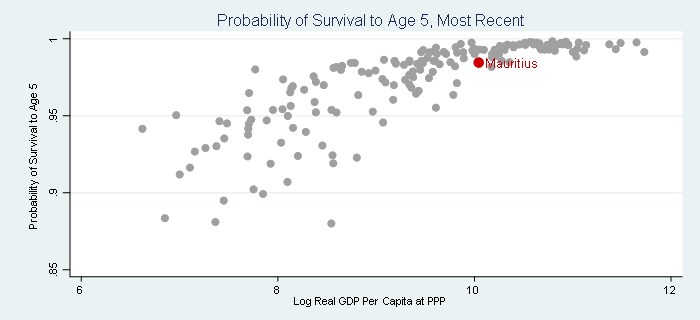 Probability of Survival to Age 5, Most Recent
Probability of Survival to Age 5
1
.95
.9
.85
Mauritius
6
8
10
12
Log Real GDP Per Capita at PPP